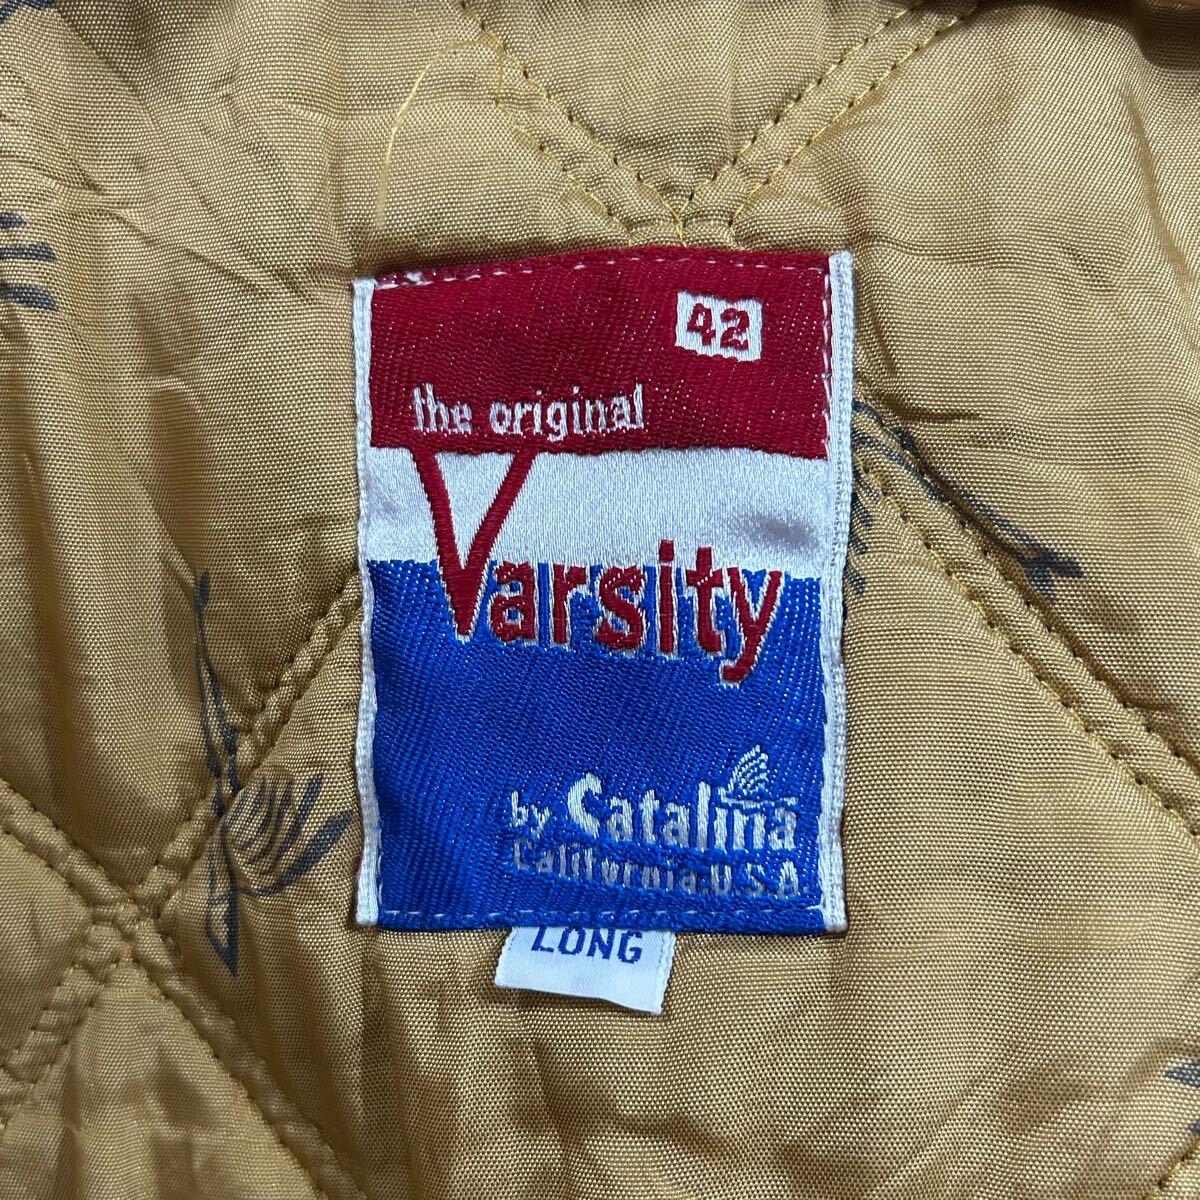 42
the original
Varsity
by Catalina
California.U.S.A.
LONG